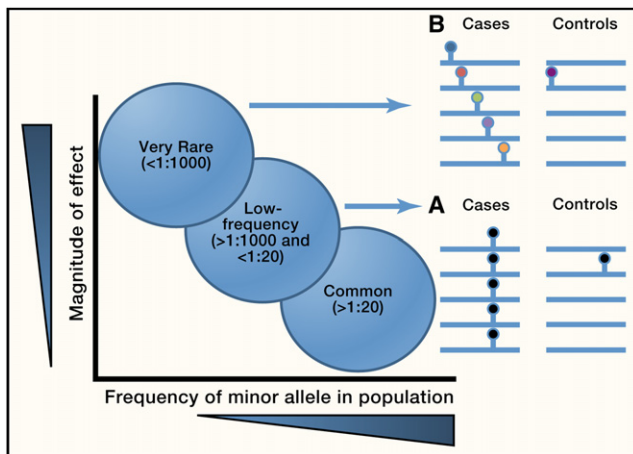 B
Cases Controls
Very Rare
(<1:1000)
Low-
frequency
(>1:1000 and
<1:20)
Common
(>1:20)
A
Cases Controls
Magnitude of effect
Frequency of minor allele in population